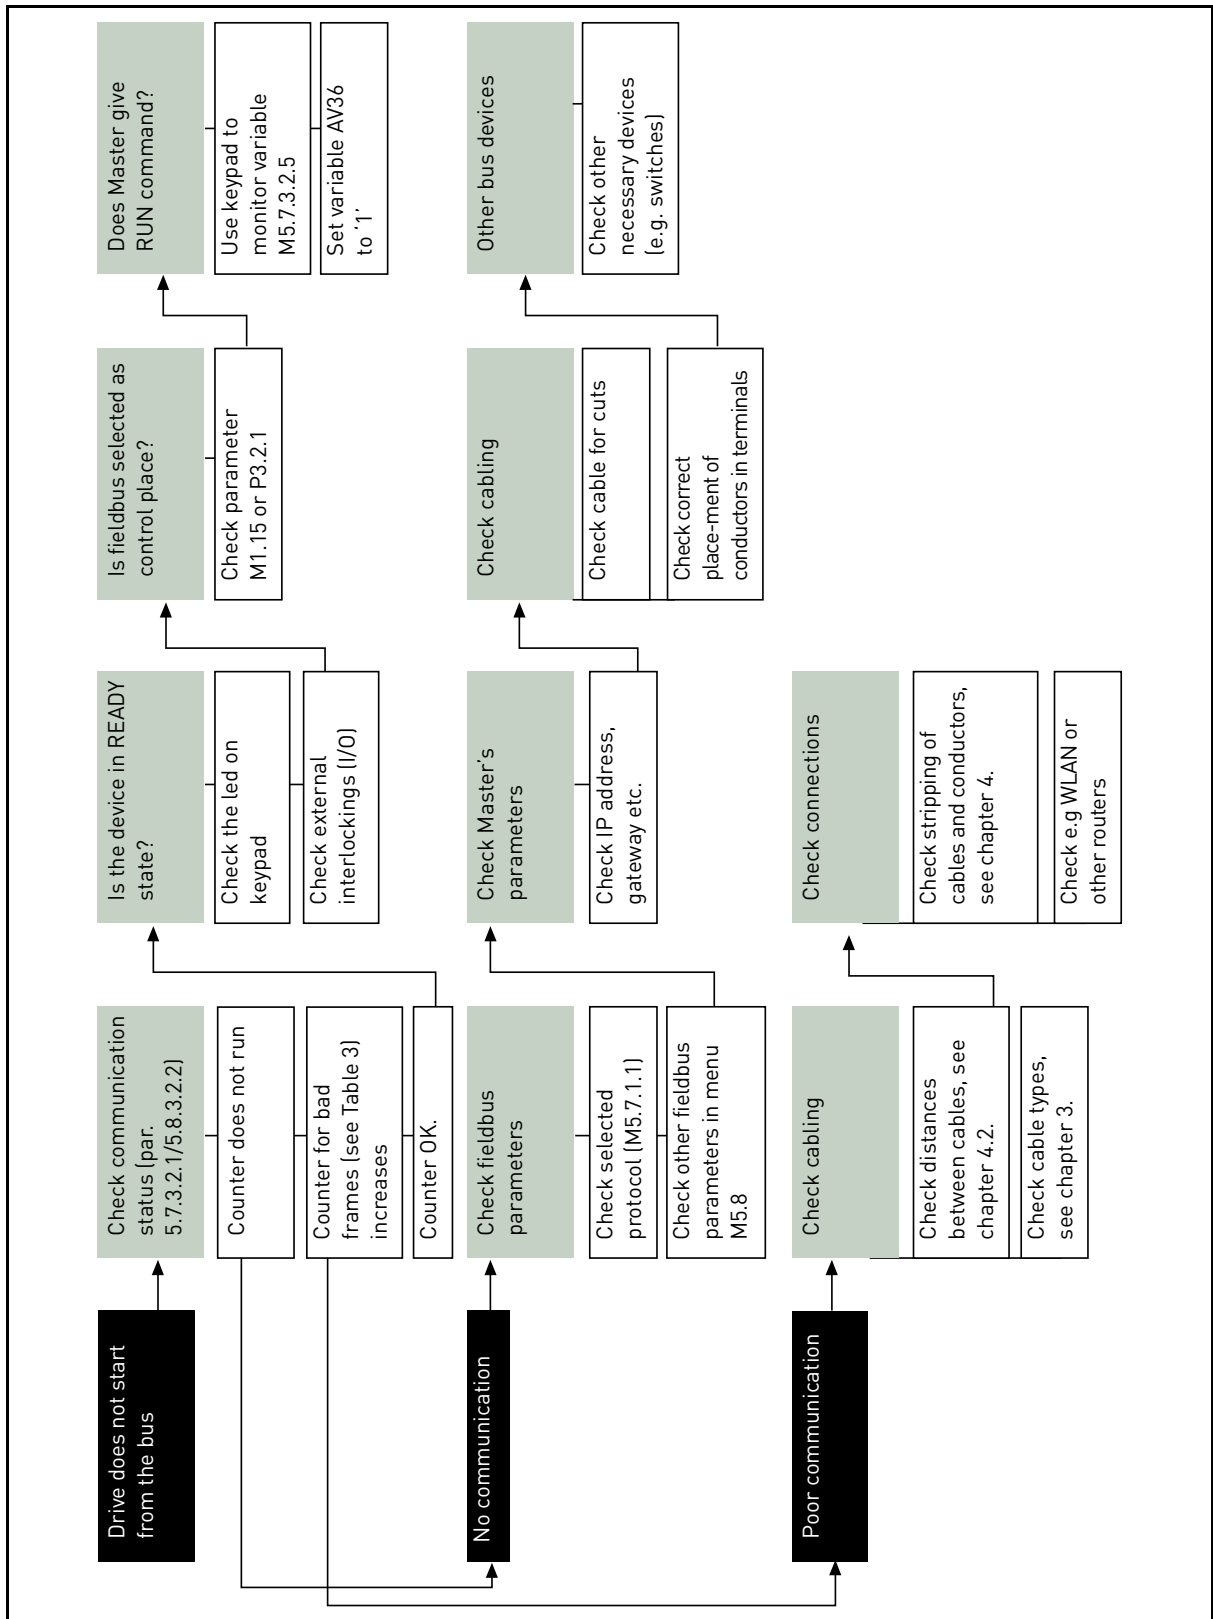 Drive does not start
from the bus
Check communication
status (par.
5.7.3.2.1/5.8.3.2.2)
Counter does not run
Counter for bad
frames (see Table 3)
increases
Counter OK.
Is the device in READY
state?
Check the led on
keypad
Check external
interlockings (I/O)
Is fieldbus selected as
control place?
Check parameter
M1.15 or P3.2.1
Does Master give
RUN command?
Use keypad to
monitor variable
M5.7.3.2.5
Set variable AV36
to '1'
No communication
Check fieldbus
parameters
Check selected
protocol (M5.7.1.1)
Check other fieldbus
parameters in menu
M5.8
Check Master's
parameters
Check IP address,
gateway etc.
Check cabling
Check cable for cuts
Check correct
place-ment of
conductors in terminals
Other bus devices
Check other
necessary devices
(e.g. switches)
Poor communication
Check cabling
Check distances
between cables, see
chapter 4.2.
Check cable types,
see chapter 3.
Check connections
Check stripping of
cables and conductors,
see chapter 4.
Check e.g WLAN or
other routers